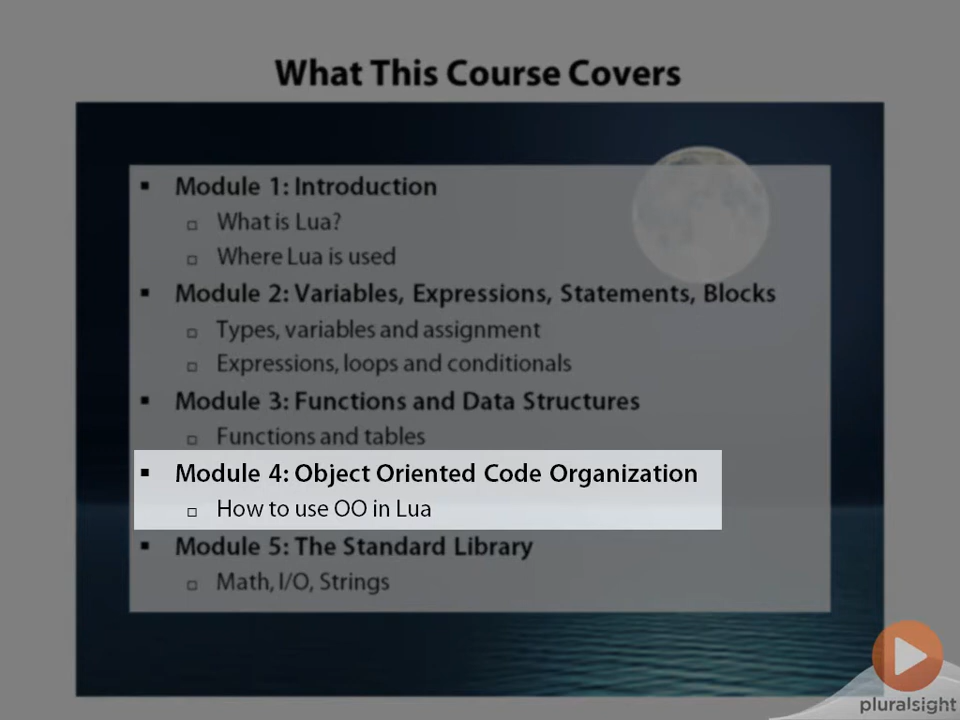 What This Course Covers
Module 1: Introduction
What is Lua?
Where Lua is used
Module 2: Variables, Expressions, Statements, Blocks
Types, variables and assignment
Expressions, loops and conditionals
Module 3: Functions and Data Structures
Functions and tables
Module 4: Object Oriented Code Organization
How to use OO in Lua
Module 5: The Standard Library
Math, I/O, Strings
pluralsight